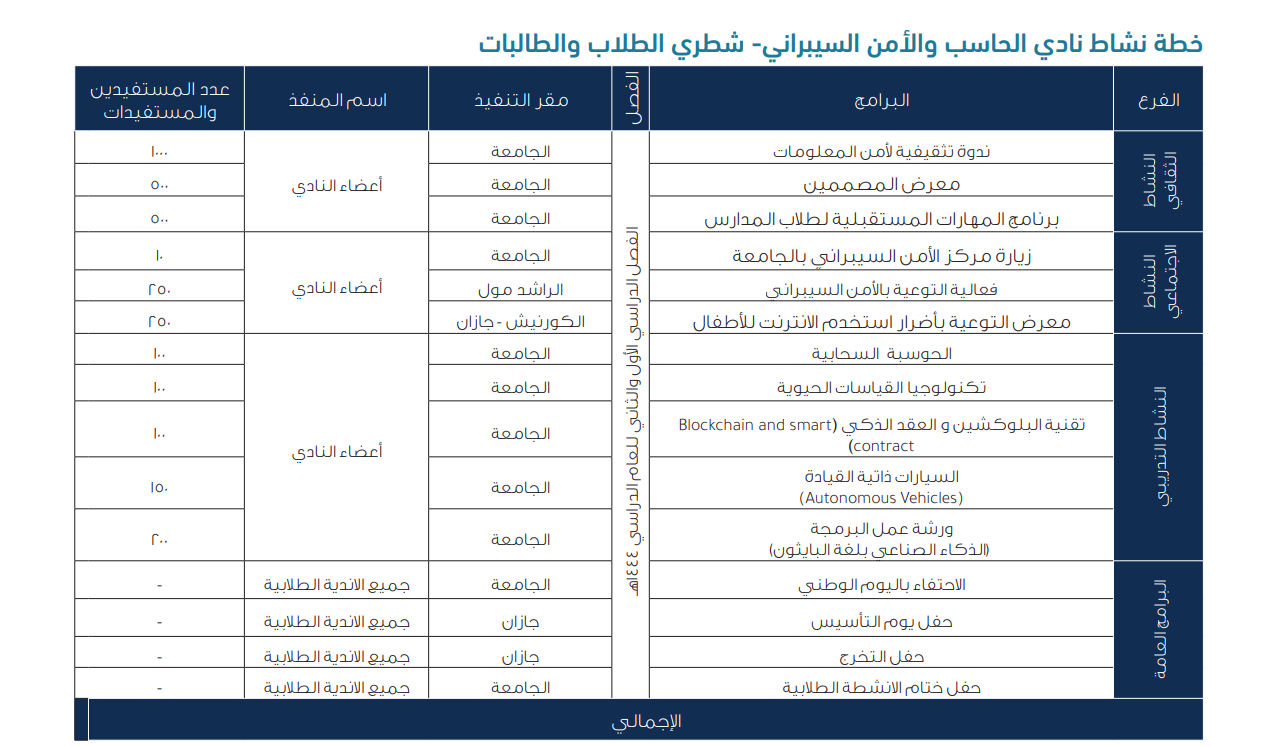 خطة نشاط نادي الحاسب والأمن السيبراني- شطري الطلاب والطالبات
الفرع البرامج الفصل مقر التنفيذ اسم المنفذ عدد المستفيدين والمستفيدات
النشاط الثقافي
الفصل الدراسي الأول والثاني للعام الدراسي ١٤٤٤هـ
ندوة تثقيفية لأمن المعلومات الجامعة أعضاء النادي ١٠٠٠
معرض المصممين الجامعة ٥٠٠
برنامج المهارات المستقبلية لطلاب المدارس الجامعة ٥٠٠
النشاط الاجتماعي
زيارة مركز الأمن السيبراني بالجامعة الجامعة أعضاء النادي ١٠
فعالية التوعية بالأمن السيبراني الراشد مول ٢٥٠
معرض التوعية بأضرار استخدم الانترنت للأطفال الكورنيش - جازان ٢٥٠
النشاط التدريبي
الحوسبة السحابية الجامعة أعضاء النادي ١٠٠
تكنولوجيا القياسات الحيوية الجامعة ١٠٠
تقنية البلوكشين و العقد الذكي (Blockchain and smart
contract) الجامعة ١٠٠
السيارات ذاتية القيادة
(Autonomous Vehicles) الجامعة ١٥٠
ورشة عمل البرمجة
(الذكاء الصناعي بلغة البايثون) الجامعة ٢٠٠
البرامج العامة
الاحتفاء باليوم الوطني الجامعة جميع الاندية الطلابية -
حفل يوم التأسيس جازان جميع الاندية الطلابية -
حفل التخرج جازان جميع الاندية الطلابية -
حفل ختام الانشطة الطلابية الجامعة جميع الاندية الطلابية -
الإجمالي